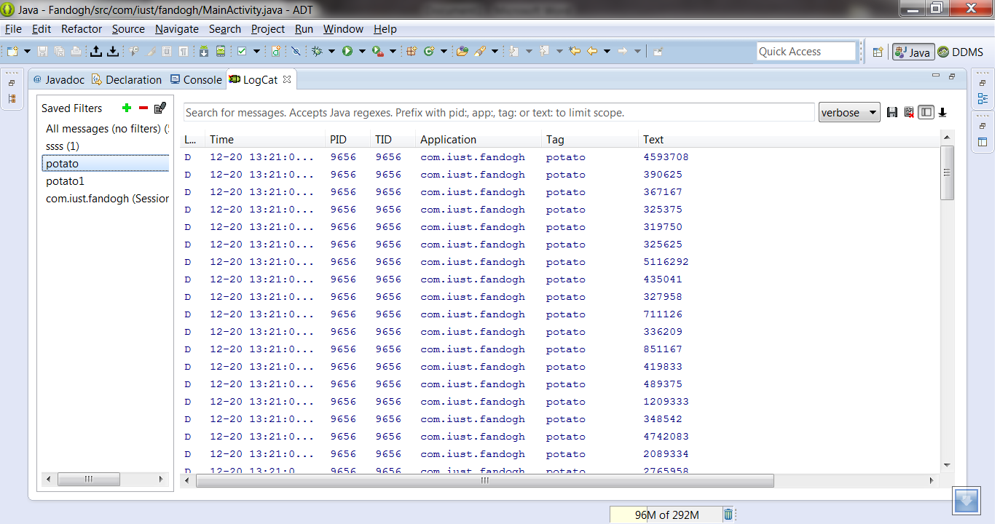 Java - Fandogh/src/com/iust/fandogh/MainActivity.java - ADT
File Edit Refactor Source Navigate Search Project Run Window Help
Quick Access Java DDMS
@ Javadoc Declaration Console LogCat
Saved Filters
All messages (no filters) (
ssss (1)
potato
potato1
com.iust.fandogh (Session
Search for messages. Accepts Java regexes. Prefix with pid:, app:, tag: or text: to limit scope. verbose
L... Time PID TID Application Tag Text
D 12-20 13:21:0... 9656 9656 com.iust.fandogh potato 4593708
D 12-20 13:21:0... 9656 9656 com.iust.fandogh potato 390625
D 12-20 13:21:0... 9656 9656 com.iust.fandogh potato 367167
D 12-20 13:21:0... 9656 9656 com.iust.fandogh potato 325375
D 12-20 13:21:0... 9656 9656 com.iust.fandogh potato 319750
D 12-20 13:21:0... 9656 9656 com.iust.fandogh potato 325625
D 12-20 13:21:0... 9656 9656 com.iust.fandogh potato 5116292
D 12-20 13:21:0... 9656 9656 com.iust.fandogh potato 435041
D 12-20 13:21:0... 9656 9656 com.iust.fandogh potato 327958
D 12-20 13:21:0... 9656 9656 com.iust.fandogh potato 711126
D 12-20 13:21:0... 9656 9656 com.iust.fandogh potato 336209
D 12-20 13:21:0... 9656 9656 com.iust.fandogh potato 851167
D 12-20 13:21:0... 9656 9656 com.iust.fandogh potato 419833
D 12-20 13:21:0... 9656 9656 com.iust.fandogh potato 489375
D 12-20 13:21:0... 9656 9656 com.iust.fandogh potato 1209333
D 12-20 13:21:0... 9656 9656 com.iust.fandogh potato 348542
D 12-20 13:21:0... 9656 9656 com.iust.fandogh potato 4742083
D 12-20 13:21:0... 9656 9656 com.iust.fandogh potato 2089334
D 12-20 13:21:0 9656 9656 com.iust.fandogh potato 2765958
96M of 292M